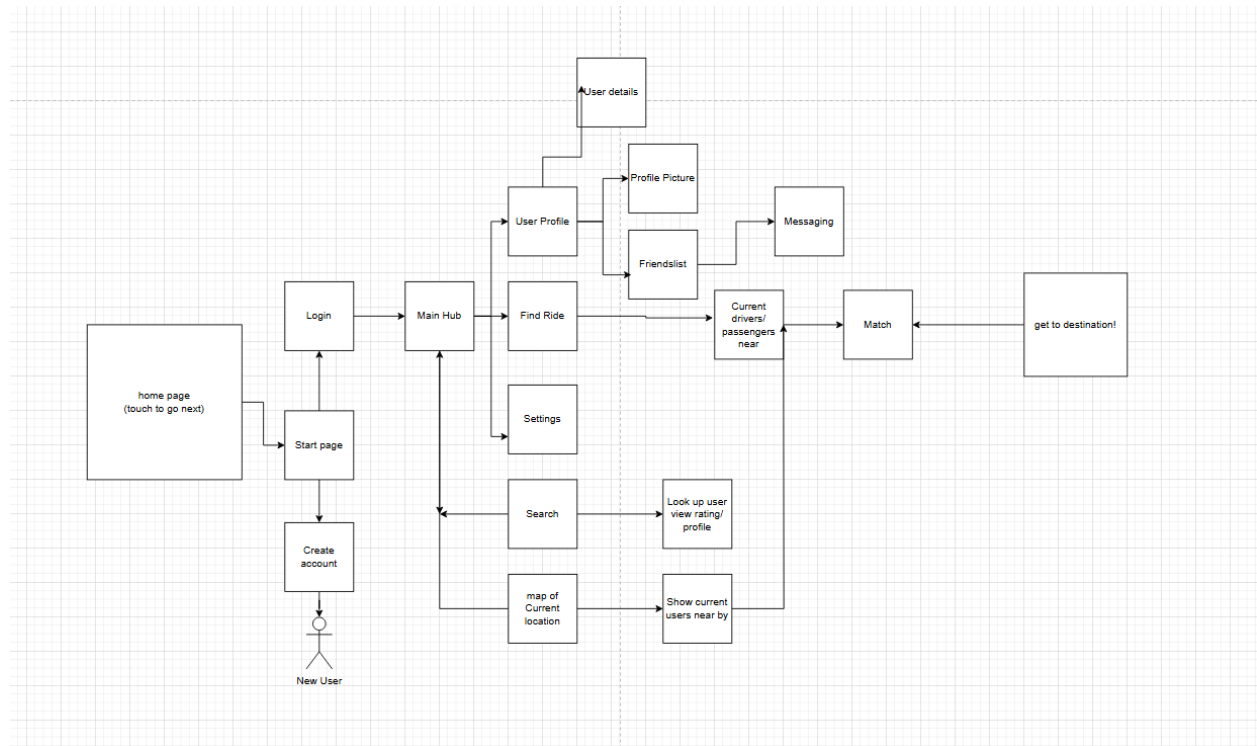 User details
Profile Picture
User Profile
Messaging
Friendslist
Login
Main Hub
Find Ride
Current
drivers/
passengers
near
Match
get to destination!
home page
(touch to go next)
Start page
Settings
Search
Look up user
view rating/
profile
Create
account
map of
Current
location
Show current
users near by
New User